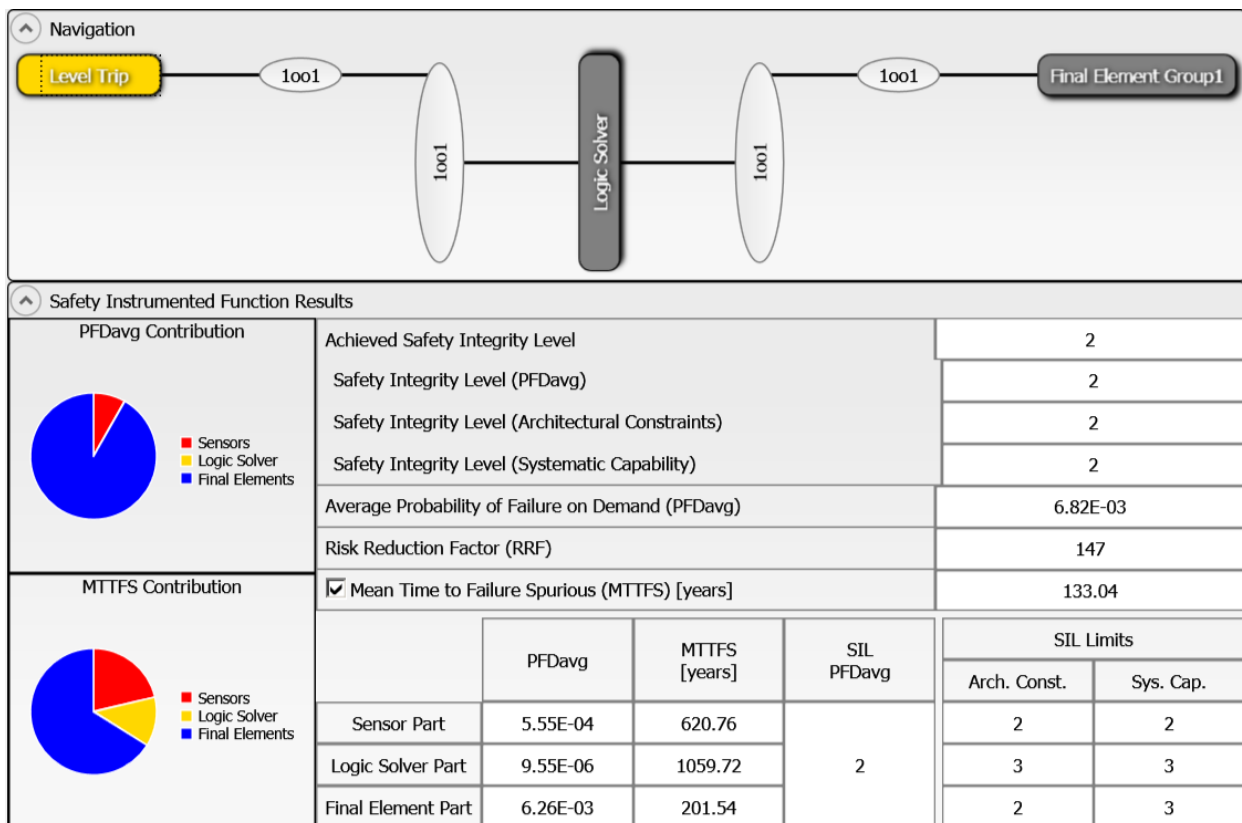 Navigation
Level Trip
1oo1
1oo1
Logic Solver
1oo1
1oo1
Final Element Group1
Safety Instrumented Function Results
PFDavg Contribution
Sensors
Logic Solver
Final Elements
MTTFS Contribution
Sensors
Logic Solver
Final Elements
Achieved Safety Integrity Level 2
Safety Integrity Level (PFDavg) 2
Safety Integrity Level (Architectural Constraints) 2
Safety Integrity Level (Systematic Capability) 2
Average Probability of Failure on Demand (PFDavg) 6.82E-03
Risk Reduction Factor (RRF) 147
Mean Time to Failure Spurious (MTTFS) [years] 133.04
PFDavg MTTFS [years] SIL PFDavg SIL Limits
Arch. Const. Sys. Cap.
Sensor Part 5.55E-04 620.76 2 2
Logic Solver Part 9.55E-06 1059.72 2 3 3
Final Element Part 6.26E-03 201.54 2 3